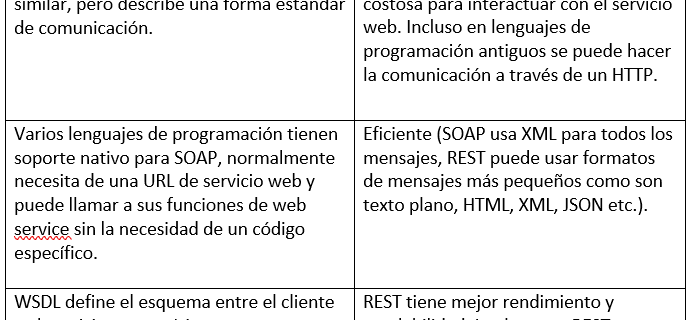 similar, pero describe una forma estándar
de comunicación.
costosa para interactuar con el servicio
web. Incluso en lenguajes de
programación antiguos se puede hacer
la comunicación a través de un HTTP.
Varios lenguajes de programación tienen
soporte nativo para SOAP, normalmente
necesita de una URL de servicio web y
puede llamar a sus funciones de web
service sin la necesidad de un código
específico.
Eficiente (SOAP usa XML para todos los
mensajes, REST puede usar formatos
de mensajes más pequeños como son
texto plano, HTML, XML, JSON etc.).
WSDL define el esquema entre el cliente
REST tiene mejor rendimiento y